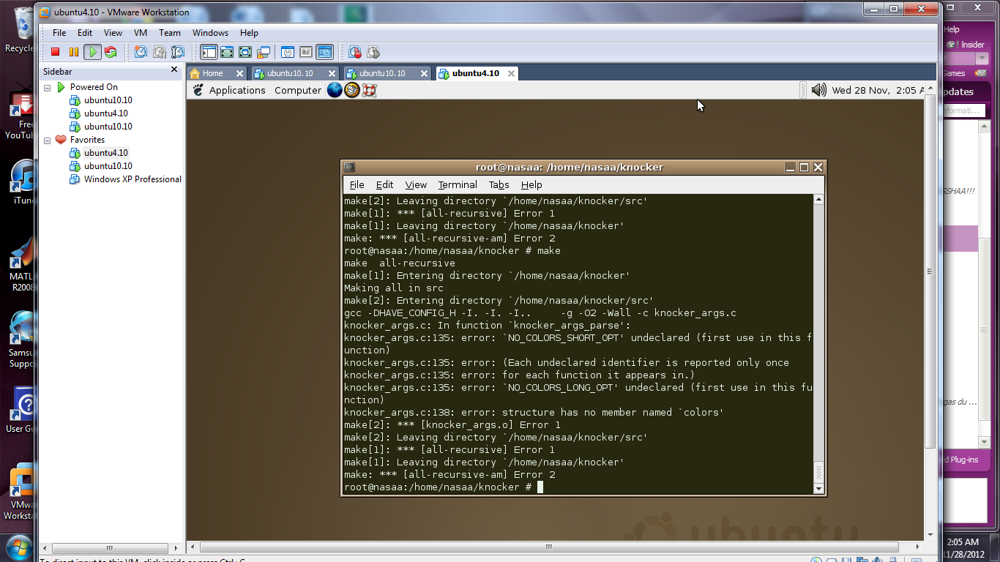 ubuntu4.10 - VMware Workstation
File Edit View VM Team Windows Help
Sidebar
Powered On
ubuntu10.10
ubuntu4.10
ubuntu10.10
Favorites
ubuntu4.10
ubuntu10.10
Windows XP Professional
Home
ubuntu10.10
ubuntu10.10
ubuntu4.10
Applications Computer
Wed 28 Nov, 2:05 A
root@nasaa: /home/nasaa/knocker
File Edit View Terminal Tabs Help
make[2]: Leaving directory `/home/nasaa/knocker/src'
make[1]: *** [all-recursive] Error 1
make[1]: Leaving directory `/home/nasaa/knocker'
make: *** [all-recursive-am] Error 2
root@nasaa:/home/nasaa/knocker # make
make  all-recursive
make[1]: Entering directory `/home/nasaa/knocker'
Making all in src
make[2]: Entering directory `/home/nasaa/knocker/src'
gcc -DHAVE_CONFIG_H -I. -I. -I..     -g -O2 -Wall -c knocker_args.c
knocker_args.c: In function `knocker_args_parse':
knocker_args.c:135: error: `NO_COLORS_SHORT_OPT' undeclared (first use in this f
unction)
knocker_args.c:135: error: (Each undeclared identifier is reported only once
knocker_args.c:135: error: for each function it appears in.)
knocker_args.c:135: error: `NO_COLORS_LONG_OPT' undeclared (first use in this fu
nction)
knocker_args.c:138: error: structure has no member named `colors'
make[2]: *** [knocker_args.o] Error 1
make[2]: Leaving directory `/home/nasaa/knocker/src'
make[1]: *** [all-recursive] Error 1
make[1]: Leaving directory `/home/nasaa/knocker'
make: *** [all-recursive-am] Error 2
root@nasaa:/home/nasaa/knocker #
ubuntu
Recycle
Free
YouTub
iTune
MATL
R2008
Samsu
Suppo
User Gu
VMwa
Worksta
Help
Insider
Games
pdates
nformati...
GSHAA!!!
gas du ...
d Plug-ins
2:05 AM
11/28/2012
To direct input to this VM, click inside or press Ctrl+G.